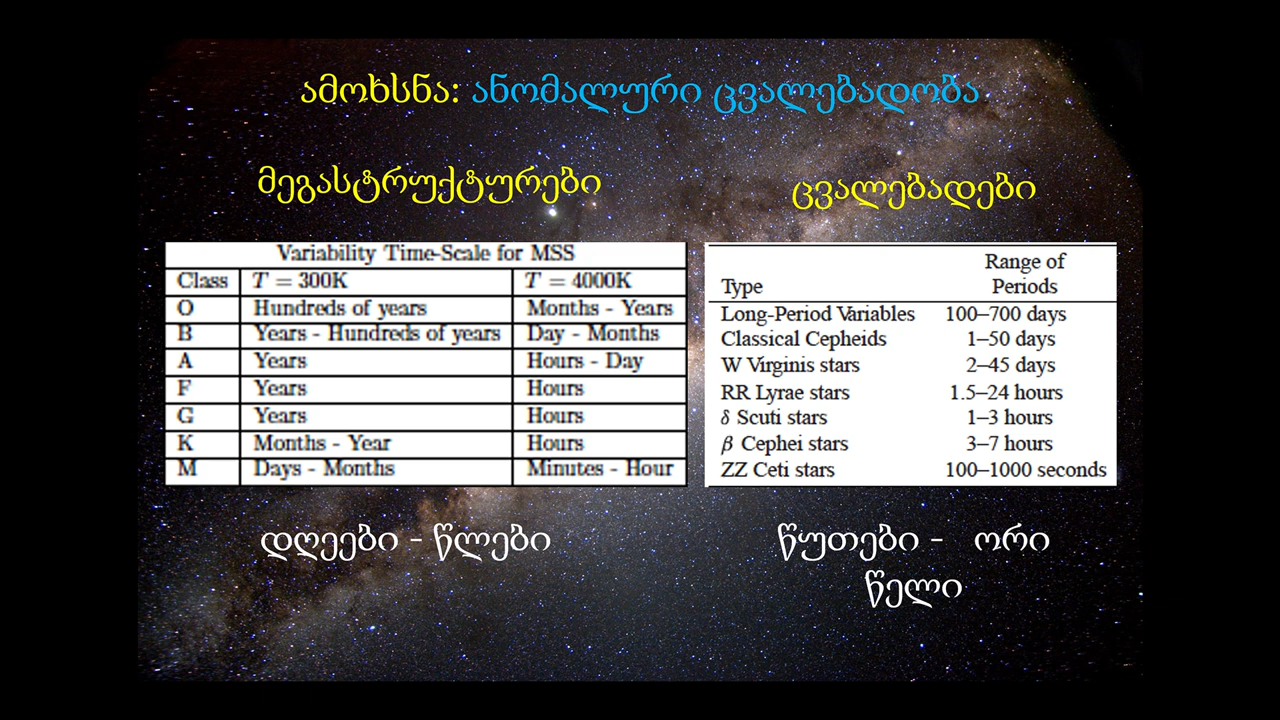 ამოხსნა: ანომალური ცვალებადობა
მეგასტრუქტურები
Variability Time-Scale for MSS
Class T = 300K T = 4000K
O Hundreds of years Months - Years
B Years - Hundreds of years Day - Months
A Years Hours - Day
F Years Hours
G Years Hours
K Months - Year Hours
M Days - Months Minutes - Hour
დღეები - წლები
ცვალებადები
Range of
Type Periods
Long-Period Variables 100–700 days
Classical Cepheids 1–50 days
W Virginis stars 2–45 days
RR Lyrae stars 1.5–24 hours
δ Scuti stars 1–3 hours
β Cephei stars 3–7 hours
ZZ Ceti stars 100–1000 seconds
წუთები - ორი
წელი